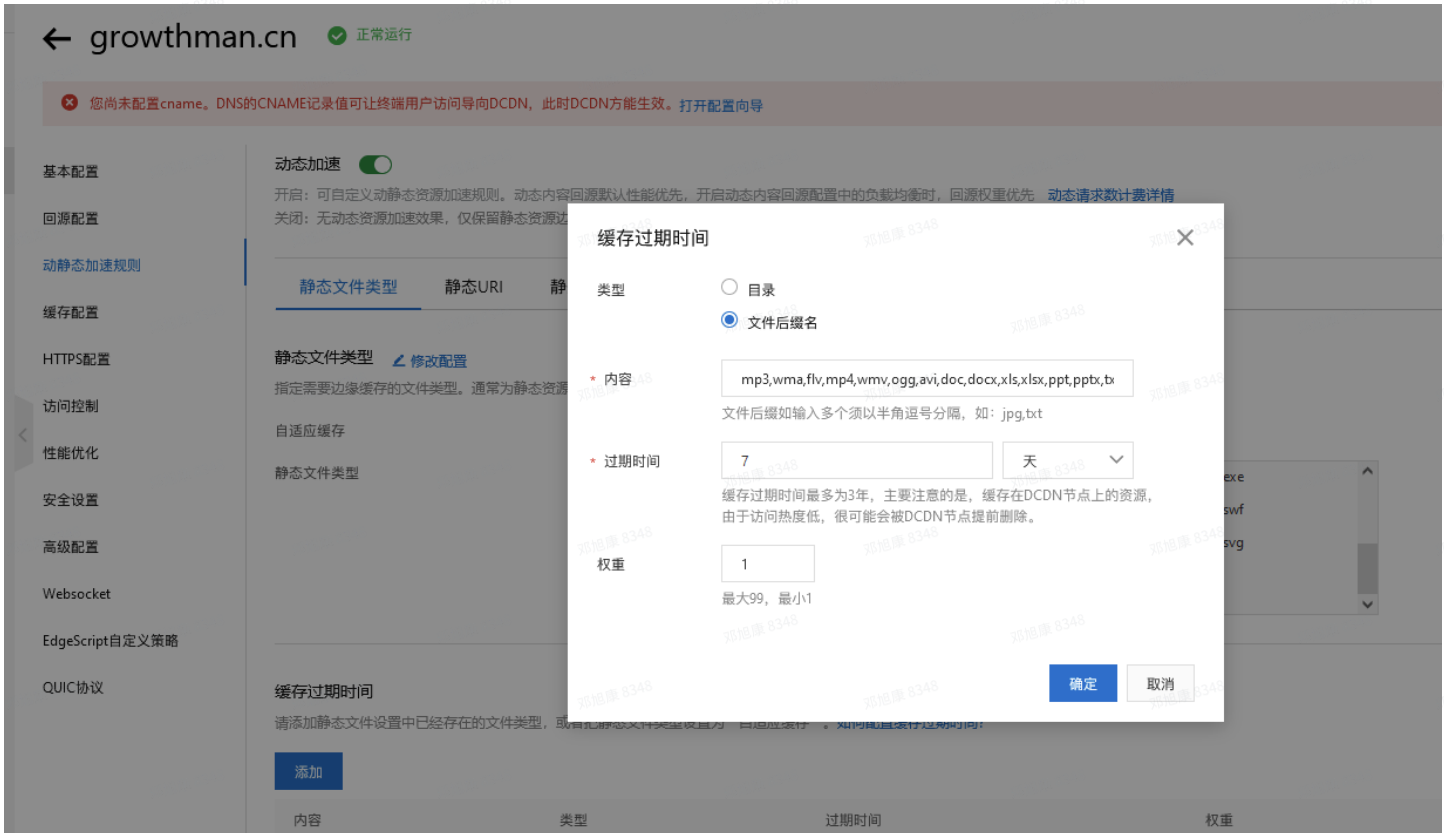 growthman.cn
正常运行
您尚未配置cname。DNS的CNAME记录值可让终端用户访问导向DCDN，此时DCDN方能生效。打开配置向导
基本配置
回源配置
动静态加速规则
缓存配置
HTTPS配置
访问控制
性能优化
安全设置
高级配置
Websocket
EdgeScript自定义策略
QUIC协议
动态加速
开启：可自定义动静态资源加速规则。动态内容回源默认性能优先，开启动态内容回源配置中的负载均衡时，回源权重优先 动态请求数计费详情
关闭：无动态资源加速效果，仅保留静态资源边
静态文件类型 静态URI 静
静态文件类型 修改配置
指定需要边缘缓存的文件类型。通常为静态资源
自适应缓存
静态文件类型
exe
swf
svg
缓存过期时间
类型
目录
文件后缀名
* 内容
mp3,wma,flv,mp4,wmv,ogg,avi,doc,docx,xls,xlsx,ppt,pptx,tx
文件后缀如输入多个须以半角逗号分隔，如：jpg,txt
* 过期时间
7
天
缓存过期时间最多为3年，主要注意的是，缓存在DCDN节点上的资源，
由于访问热度低，很可能会被DCDN节点提前删除。
权重
1
最大99，最小1
确定
取消
邓旭康 8348
缓存过期时间
请添加静态文件设置中已经存在的文件类型，或者把静态文件类型设置为"自适应缓存"。如何配置缓存过期时间?
添加
内容 类型 过期时间 权重